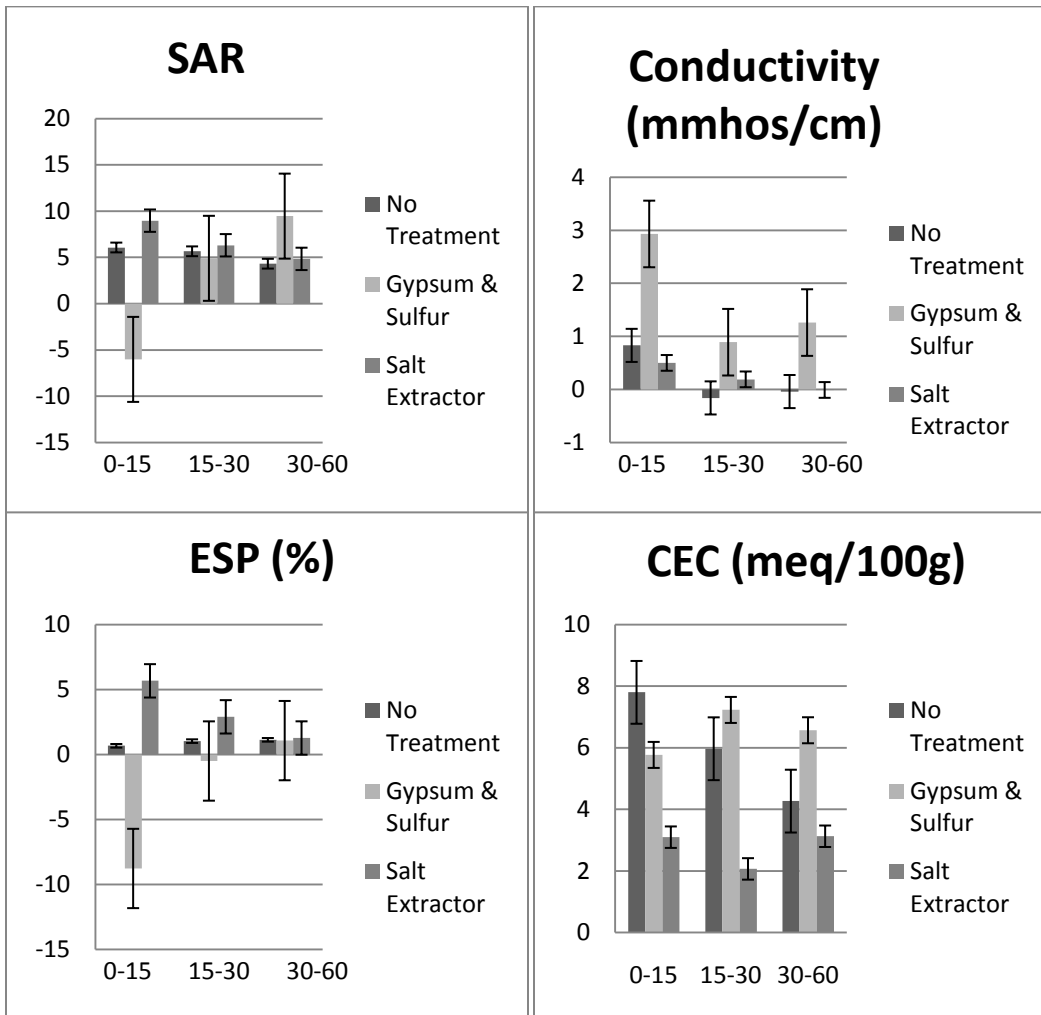 SAR
20
15
10
5
0
-5
-10
-15
0-15 15-30 30-60
No
Treatment
Gypsum &
Sulfur
Salt
Extractor
Conductivity
(mmhos/cm)
4
3
2
1
0
-1
0-15 15-30 30-60
No
Treatment
Gypsum &
Sulfur
Salt
Extractor
ESP (%)
10
5
0
-5
-10
-15
0-15 15-30 30-60
No
Treatment
Gypsum &
Sulfur
Salt
Extractor
CEC (meq/100g)
10
8
6
4
2
0
0-15 15-30 30-60
No
Treatment
Gypsum &
Sulfur
Salt
Extractor